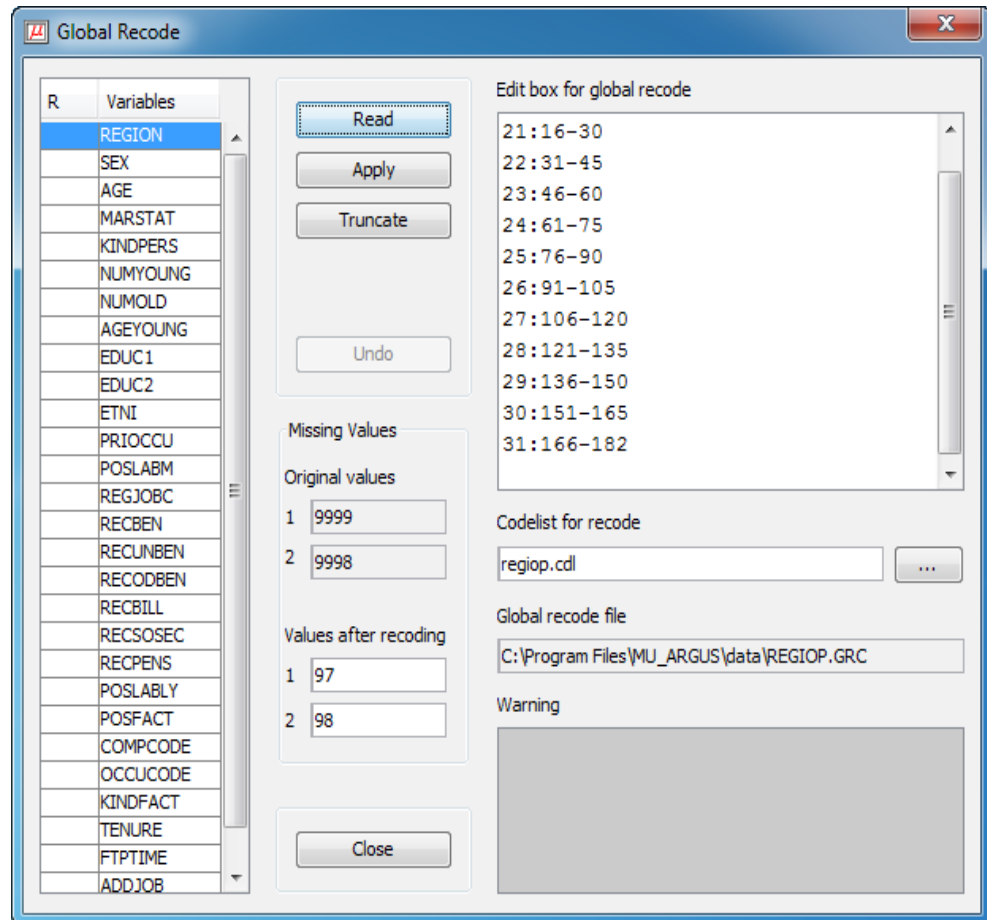 μ Global Recode
X
R Variables
REGION
SEX
AGE
MARSTAT
KINDPERS
NUMYOUNG
NUMOLD
AGEYOUNG
EDUC1
EDUC2
ETNI
PRIOCCU
POSLABM
REGJOBC
RECBEN
RECUNBEN
RECODBEN
RECBILL
RECSOSEC
RECPENS
POSLABLY
POSFACT
COMPCODE
OCCUCODE
KINDFACT
TENURE
FTPTIME
ADDJOB
Read
Apply
Truncate
Undo
Missing Values
Original values
1 9999
2 9998
Values after recoding
1 97
2 98
Close
Edit box for global recode
21:16-30
22:31-45
23:46-60
24:61-75
25:76-90
26:91-105
27:106-120
28:121-135
29:136-150
30:151-165
31:166-182
Codelist for recode
regiop.cdl ...
Global recode file
C:\Program Files\MU_ARGUS\data\REGIOP.GRC
Warning